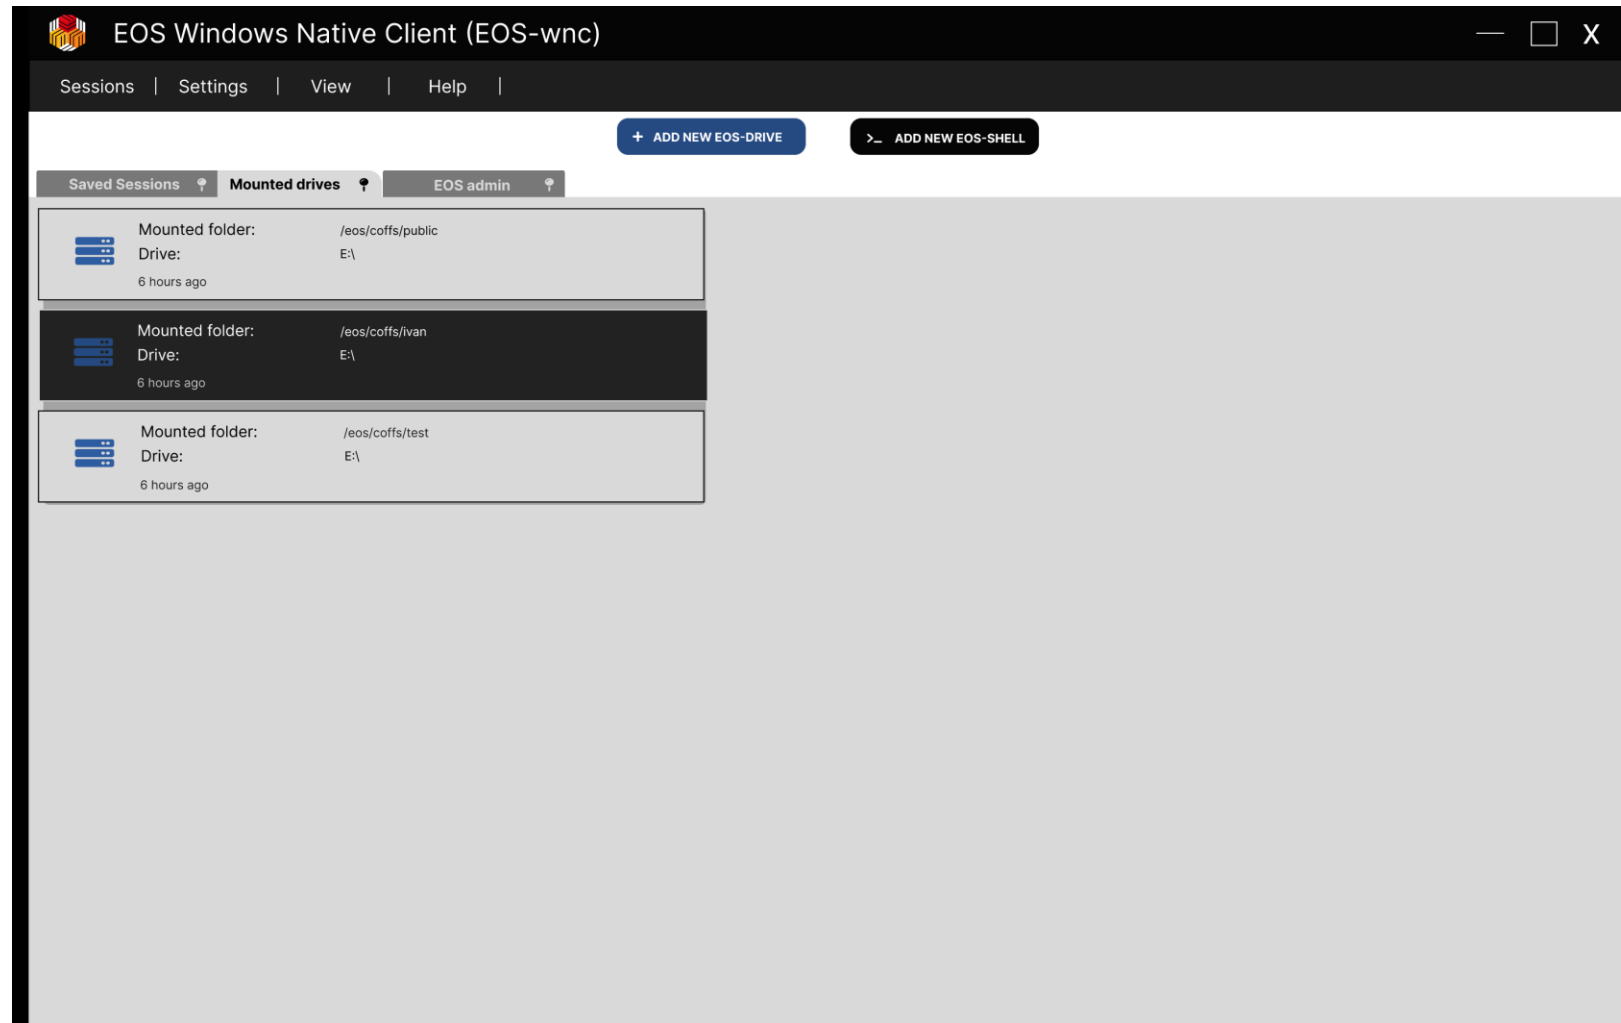 EOS Windows Native Client (EOS-wnc)
X
Sessions | Settings | View | Help |
+ ADD NEW EOS-DRIVE
>_ ADD NEW EOS-SHELL
Saved Sessions
Mounted drives
EOS admin
Mounted folder: /eos/coffs/public
Drive: E:\
6 hours ago
Mounted folder: /eos/coffs/ivan
Drive: E:\
6 hours ago
Mounted folder: /eos/coffs/test
Drive: E:\
6 hours ago